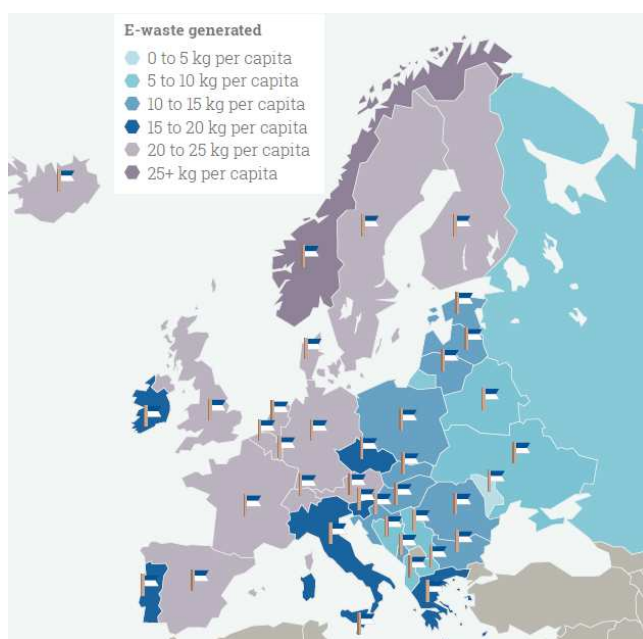 E-waste generated
0 to 5 kg per capita
5 to 10 kg per capita
10 to 15 kg per capita
15 to 20 kg per capita
20 to 25 kg per capita
25+ kg per capita